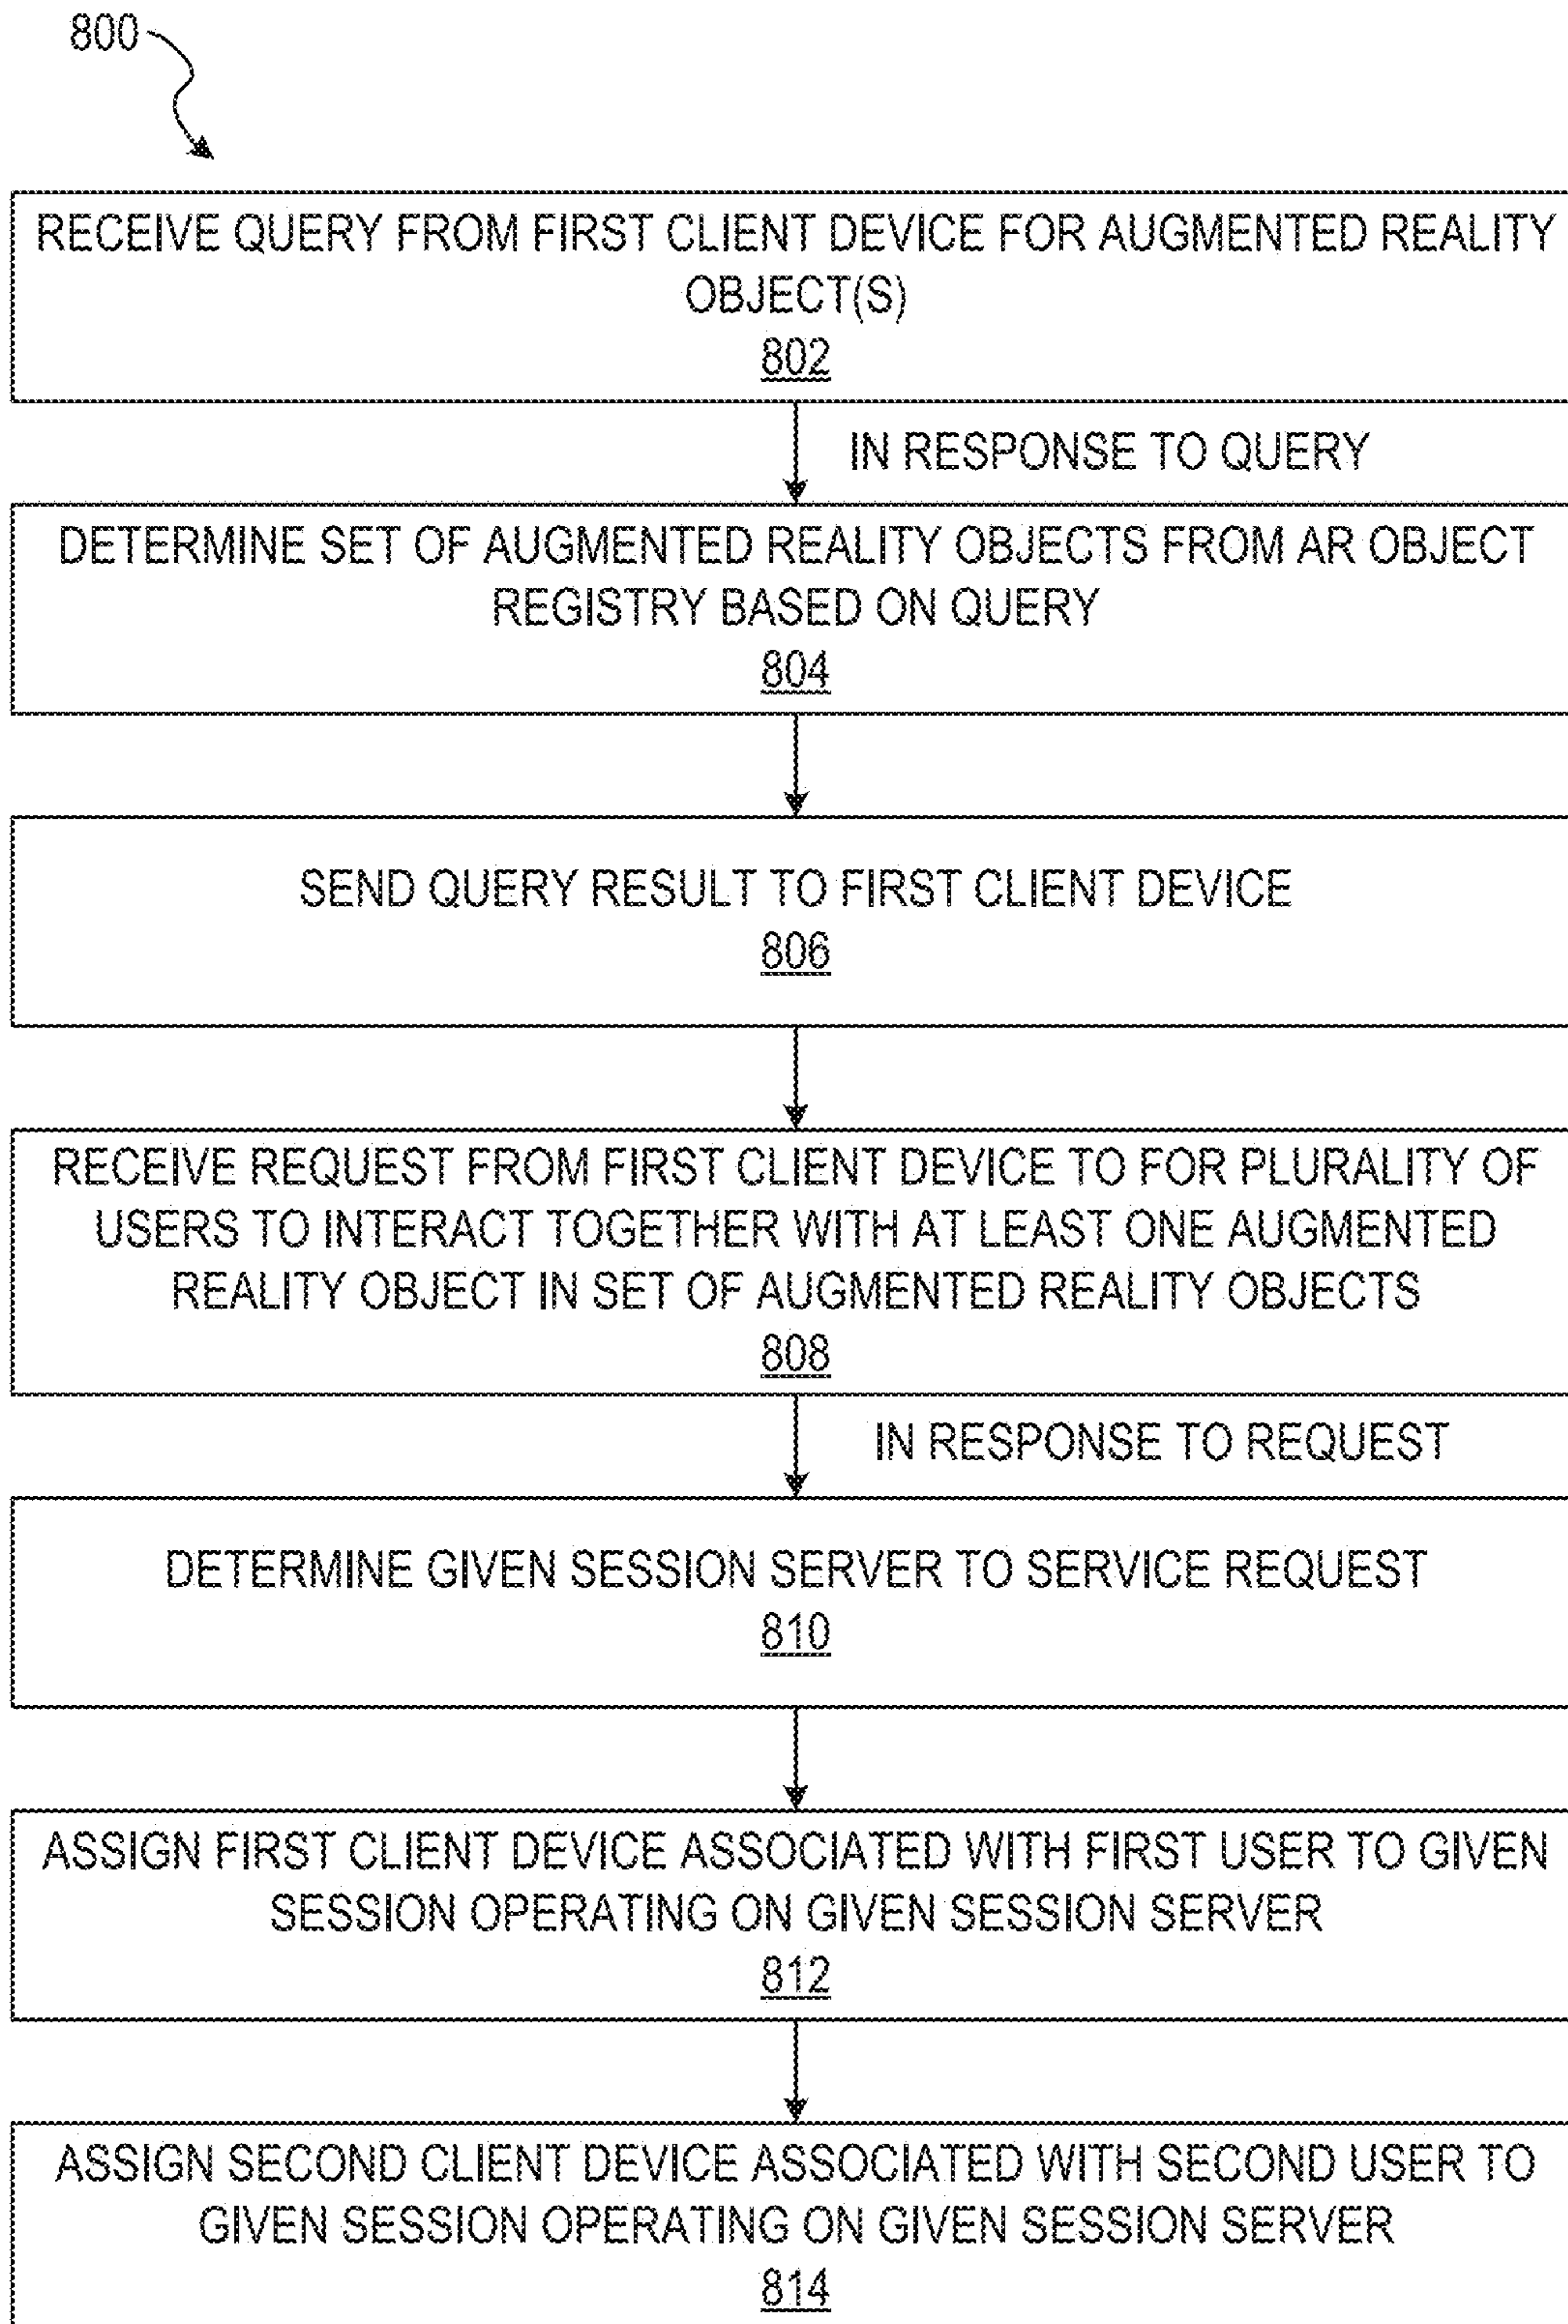 800
RECEIVE QUERY FROM FIRST CLIENT DEVICE FOR AUGMENTED REALITY
OBJECT(S)
802
IN RESPONSE TO QUERY
DETERMINE SET OF AUGMENTED REALITY OBJECTS FROM AR OBJECT
REGISTRY BASED ON QUERY
804
SEND QUERY RESULT TO FIRST CLIENT DEVICE
806
RECEIVE REQUEST FROM FIRST CLIENT DEVICE TO FOR PLURALITY OF
USERS TO INTERACT TOGETHER WITH AT LEAST ONE AUGMENTED
REALITY OBJECT IN SET OF AUGMENTED REALITY OBJECTS
808
IN RESPONSE TO REQUEST
DETERMINE GIVEN SESSION SERVER TO SERVICE REQUEST
810
ASSIGN FIRST CLIENT DEVICE ASSOCIATED WITH FIRST USER TO GIVEN
SESSION OPERATING ON GIVEN SESSION SERVER
812
ASSIGN SECOND CLIENT DEVICE ASSOCIATED WITH SECOND USER TO
GIVEN SESSION OPERATING ON GIVEN SESSION SERVER
814